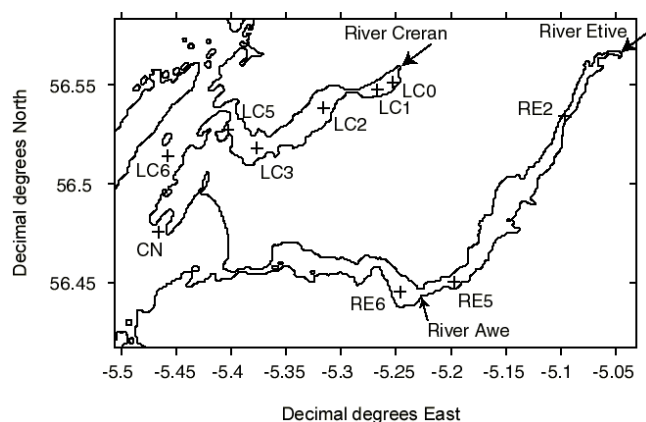 River Creran
River Etive
56.55
LC5
LC0
LC1
RE2
LC2
LC6
LC3
56.5
Decimal degrees North
CN
56.45
RE6
RE5
River Awe
-5.5 -5.45 -5.4 -5.35 -5.3 -5.25 -5.2 -5.15 -5.1 -5.05
Decimal degrees East